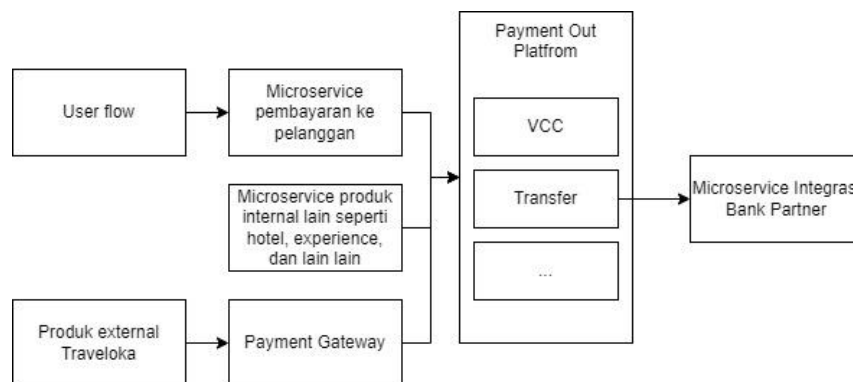 Payment Out
Platfrom
User flow
Microservice
pembayaran ke
pelanggan
VCC
Microservice produk
internal lain seperti
hotel, experience,
dan lain lain
Transfer
Microservice Integras
Bank Partner
...
Produk external
Traveloka
Payment Gateway